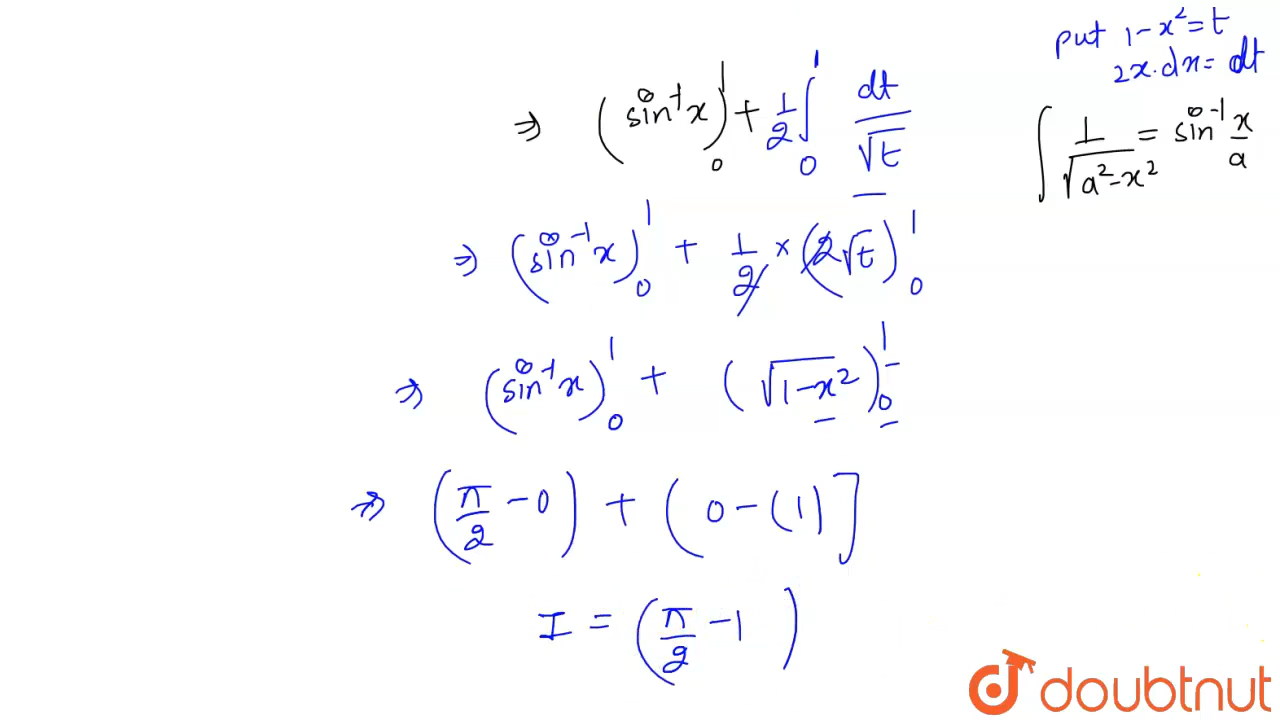 put 1-x²=t
2x·dx= dt
⇒ (sin⁻¹x)₀¹ + 1/2 ∫₀¹ dt/√t
∫ 1/√(a²-x²) = sin⁻¹ x/a
⇒ (sin⁻¹x)₀¹ + 1/2 × (2√t)₀¹
⇒ (sin⁻¹x)₀¹ + (√(1-x²))₀¹
⇒ (π/2 - 0) + (0-(1)]
I = (π/2 - 1)
doubtnut